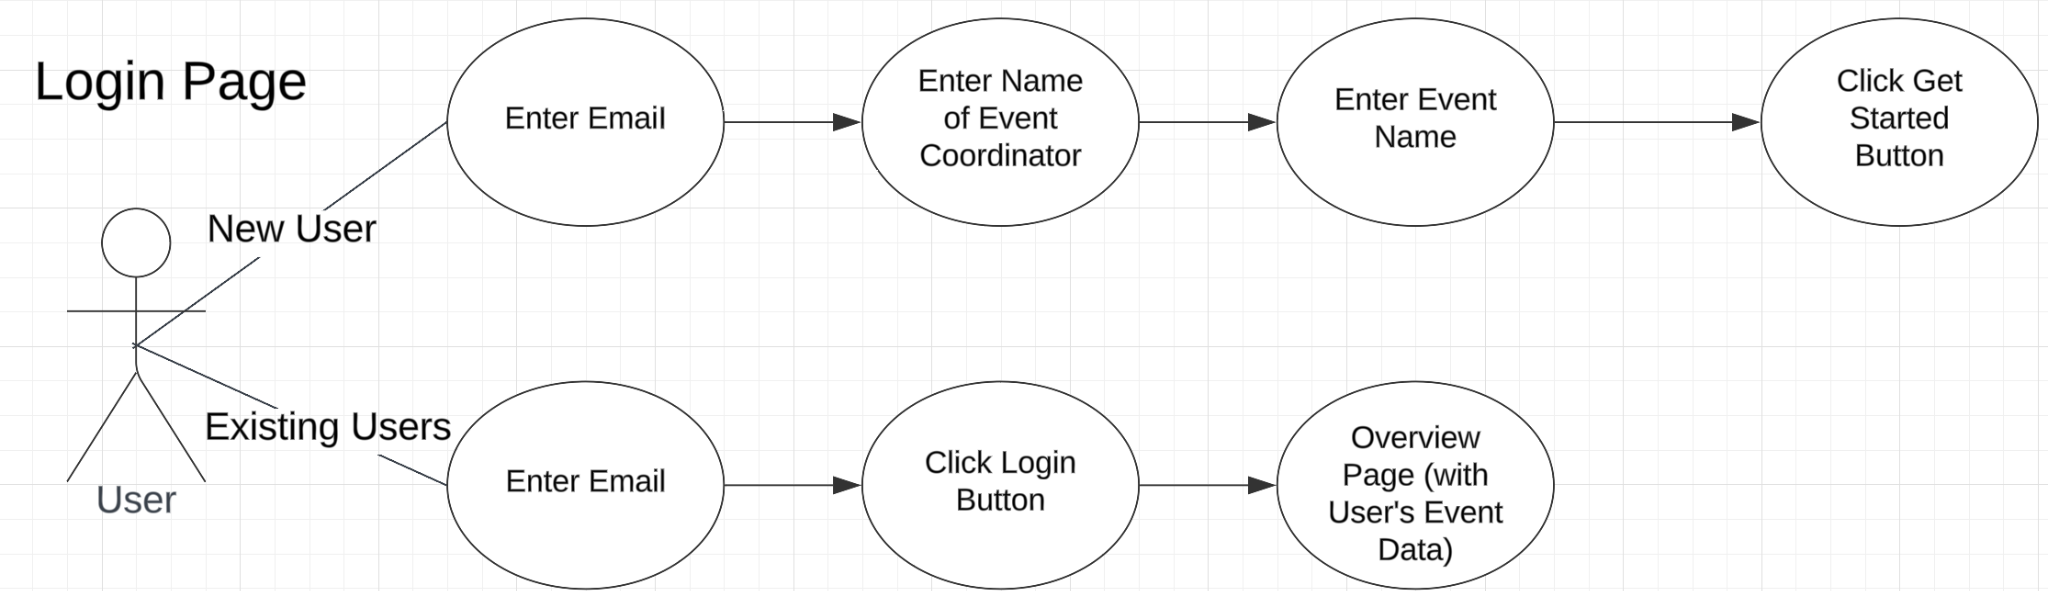 Login Page
Enter Email
Enter Name
of Event
Coordinator
Enter Event
Name
Click Get
Started
Button
New User
Existing Users
User
Enter Email
Click Login
Button
Overview
Page (with
User's Event
Data)